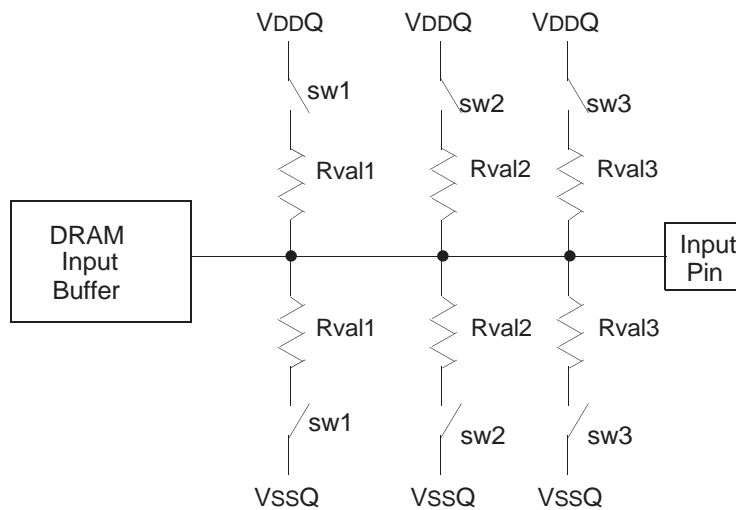 VDDQ VDDQ VDDQ
sw1 sw2 sw3
Rval1 Rval2 Rval3
DRAM
Input
Buffer
Input
Pin
Rval1 Rval2 Rval3
sw1 sw2 sw3
VSSQ VSSQ VSSQ